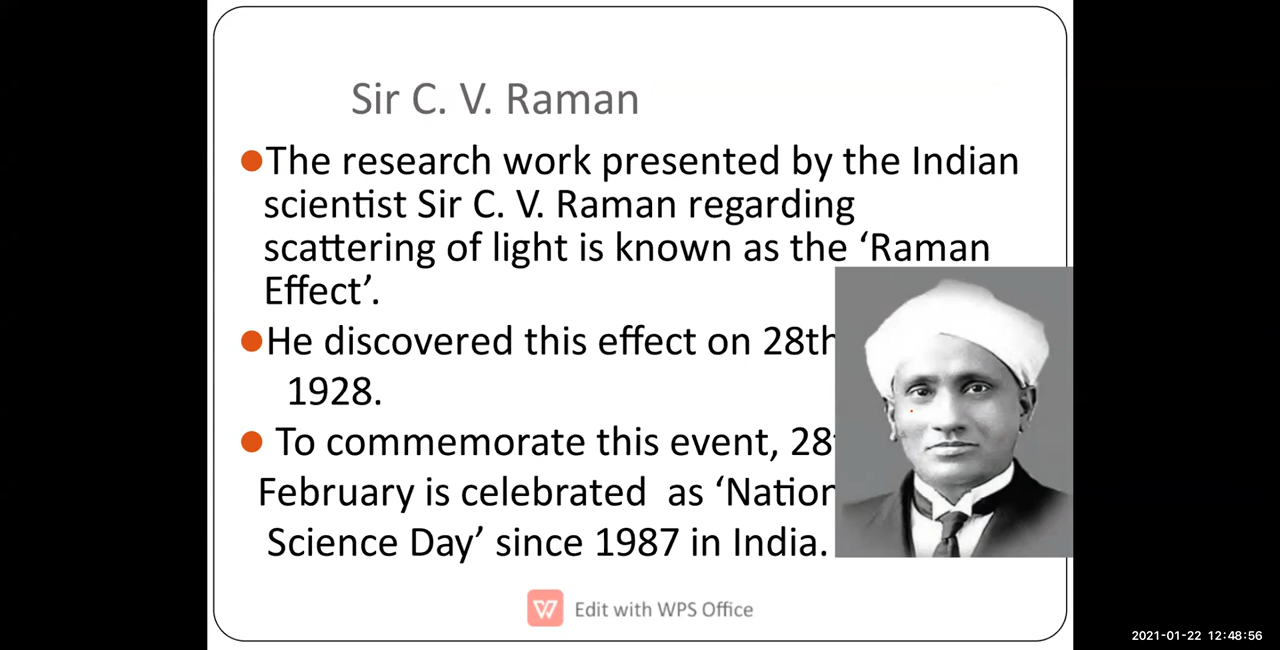 Sir C. V. Raman
The research work presented by the Indian
scientist Sir C. V. Raman regarding
scattering of light is known as the ‘Raman
Effect’.
He discovered this effect on 28th
1928.
To commemorate this event,
February is celebrated as
Science Day’ since 1987 in India.
Edit with WPS Office
2021-01-22 12:48:56